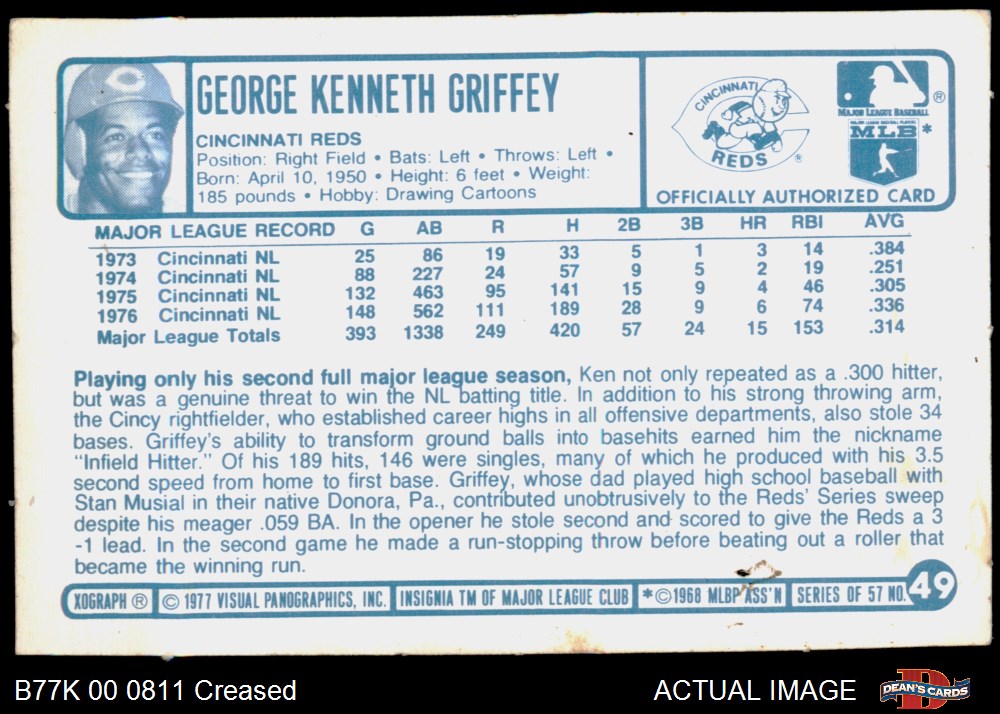 GEORGE KENNETH GRIFFEY
CINCINNATI REDS
Position: Right Field • Bats: Left • Throws: Left •
Born: April 10, 1950 • Height: 6 feet • Weight:
185 pounds • Hobby: Drawing Cartoons
C
CINCINNATI
REDS
®
®
MAJOR LEAGUE BASEBALL
MAJOR LEAGUE BASEBALL PLAYERS
MLB*
OFFICIALLY AUTHORIZED CARD
MAJOR LEAGUE RECORD G AB R H 2B 3B HR RBI AVG
1973 Cincinnati NL 25 86 19 33 5 1 3 14 .384
1974 Cincinnati NL 88 227 24 57 9 5 2 19 .251
1975 Cincinnati NL 132 463 95 141 15 9 4 46 .305
1976 Cincinnati NL 148 562 111 189 28 9 6 74 .336
Major League Totals 393 1338 249 420 57 24 15 153 .314
Playing only his second full major league season, Ken not only repeated as a .300 hitter,
but was a genuine threat to win the NL batting title. In addition to his strong throwing arm,
the Cincy rightfielder, who established career highs in all offensive departments, also stole 34
bases. Griffey's ability to transform ground balls into basehits earned him the nickname
"Infield Hitter." Of his 189 hits, 146 were singles, many of which he produced with his 3.5
second speed from home to first base. Griffey, whose dad played high school baseball with
Stan Musial in their native Donora, Pa., contributed unobtrusively to the Reds' Series sweep
despite his meager .059 BA. In the opener he stole second and scored to give the Reds a 3
-1 lead. In the second game he made a run-stopping throw before beating out a roller that
became the winning run.
XOGRAPH ® © 1977 VISUAL PANOGRAPHICS, INC. INSIGNIA TM OF MAJOR LEAGUE CLUB *©1968 MLBP ASS'N SERIES OF 57 NO. 49
B77K 00 0811 Creased ACTUAL IMAGE D DEAN'S CARDS